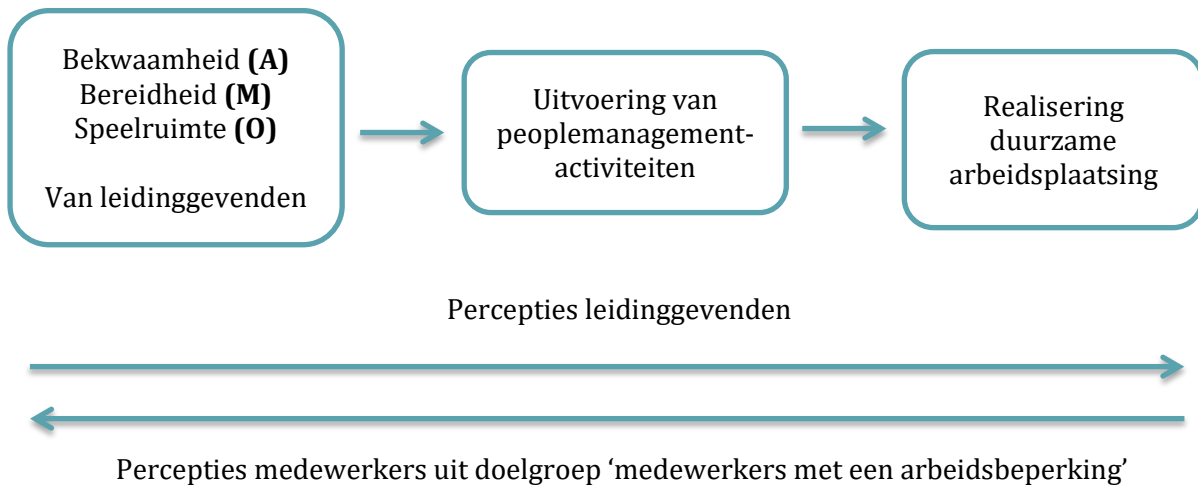 Bekwaamheid (A)
Bereidheid (M)
Speelruimte (O)
Van leidinggevenden
Uitvoering van
peoplemanagement-
activiteiten
Realisering
duurzame
arbeidsplaatsing
Percepties leidinggevenden
Percepties medewerkers uit doelgroep ‘medewerkers met een arbeidsbeperking’